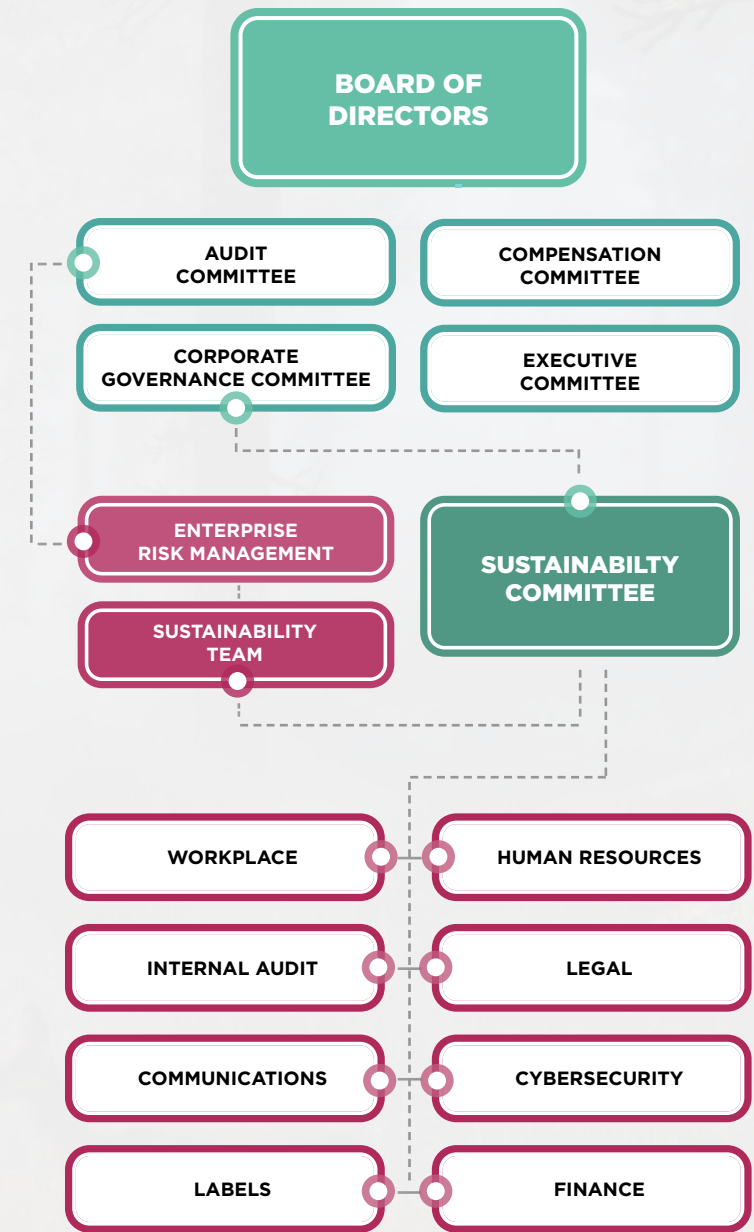 BOARD OF
DIRECTORS
AUDIT
COMMITTEE
COMPENSATION
COMMITTEE
CORPORATE
GOVERNANCE COMMITTEE
EXECUTIVE
COMMITTEE
ENTERPRISE
RISK MANAGEMENT
SUSTAINABILTY
COMMITTEE
SUSTAINABILITY
TEAM
WORKPLACE
HUMAN RESOURCES
INTERNAL AUDIT
LEGAL
COMMUNICATIONS
CYBERSECURITY
LABELS
FINANCE